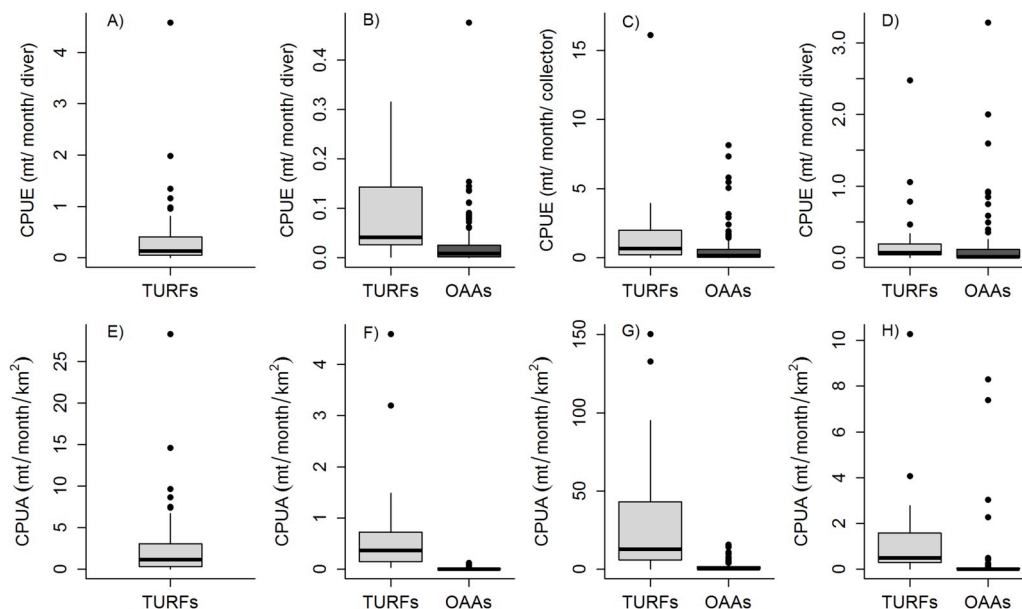 A)
CPUE (mt/ month/ diver)
4
3
2
1
0
TURFs
B)
CPUE (mt/ month/ diver)
0.4
0.3
0.2
0.1
0.0
TURFs OAAs
C)
CPUE (mt/ month/ collector)
15
10
5
0
TURFs OAAs
D)
CPUE (mt/ month/ diver)
3.0
2.0
1.0
0.0
TURFs OAAs
E)
CPUA (mt/month/km²)
25
20
15
10
5
0
TURFs
F)
CPUA (mt/month/km²)
4
3
2
1
0
TURFs OAAs
G)
CPUA (mt/month/km²)
150
100
50
0
TURFs OAAs
H)
CPUA (mt/month/km²)
10
8
6
4
2
0
TURFs OAAs